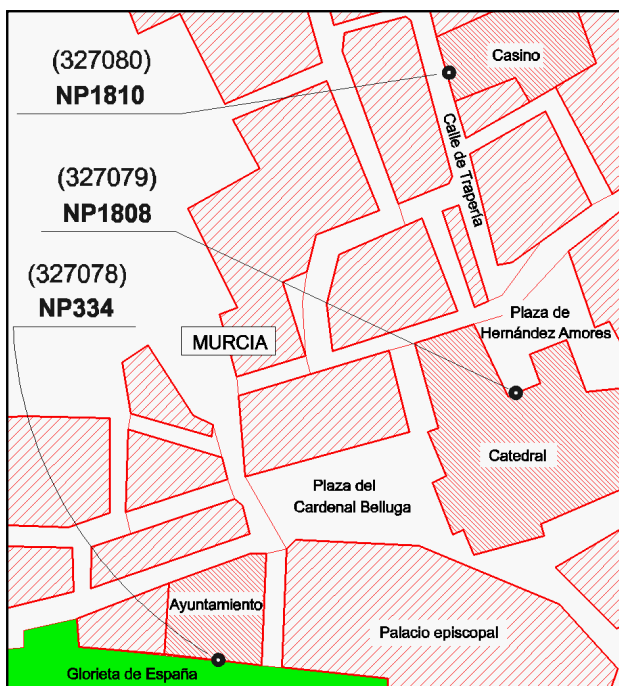 (327080)
NP1810
Casino
Calle de Trapería
(327079)
NP1808
(327078)
NP334
Plaza de
Hernández Amores
MURCIA
Catedral
Plaza del
Cardenal Belluga
Ayuntamiento
Palacio episcopal
Glorieta de España